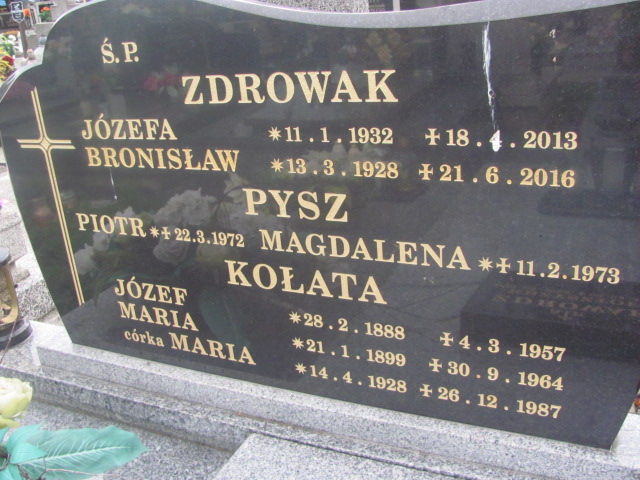 Ś.P.
ZDROWAK
JÓZEFA *11.1.1932 ✝18.4.2013
BRONISŁAW *13.3.1928 ✝21.6.2016
PYSZ
PIOTR *✝22.3.1972 MAGDALENA *✝11.2.1973
KOŁATA
JÓZEF *28.2.1888 ✝4.3.1957
MARIA *21.1.1899 ✝30.9.1964
córka MARIA *14.4.1928 ✝26.12.1987